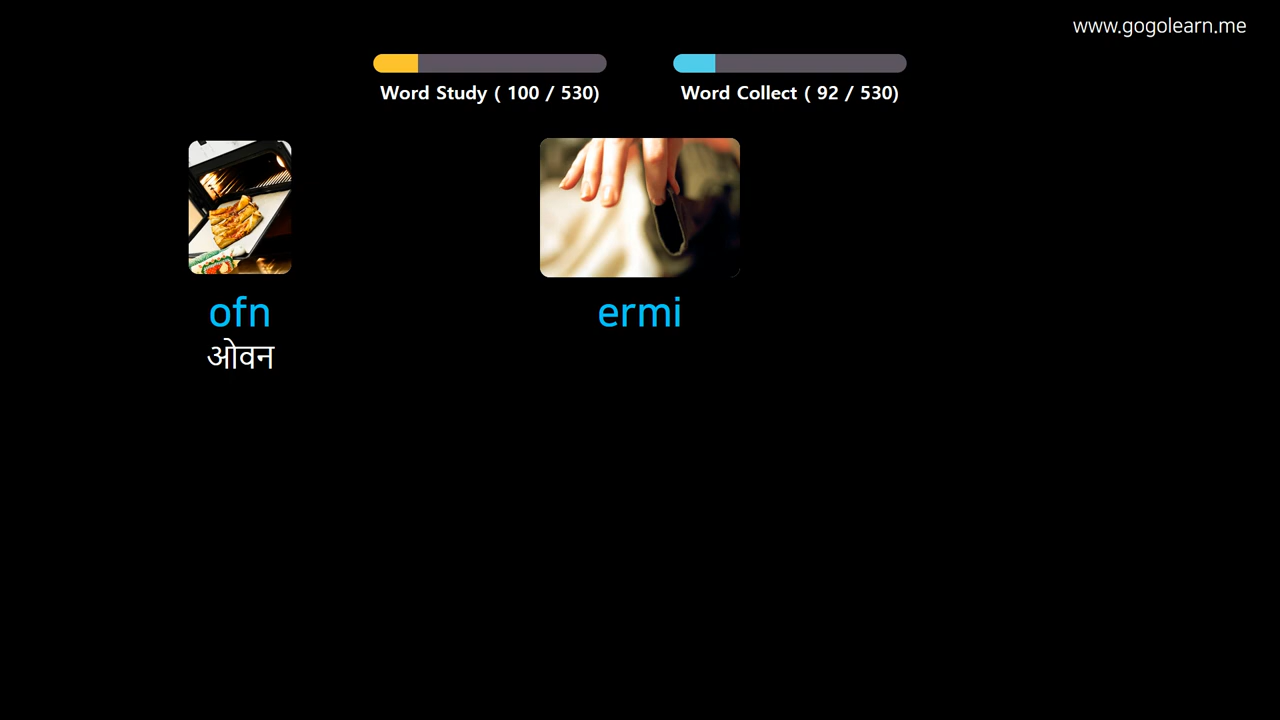 www.gogolearn.me
Word Study ( 100 / 530)
Word Collect ( 92 / 530)
ofn
ermi
ओवन